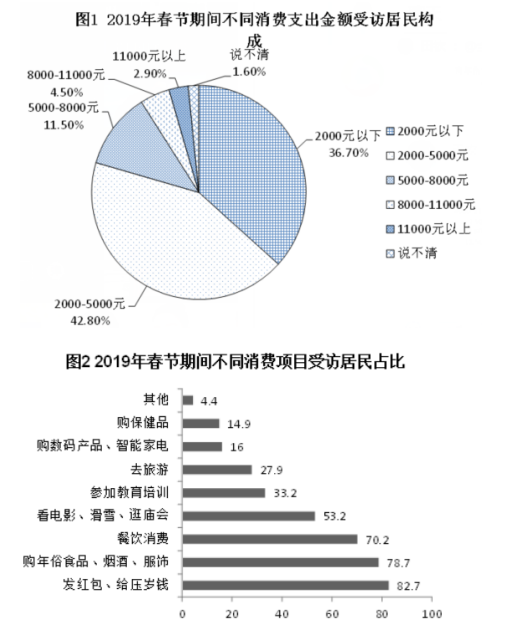 图1 2019年春节期间不同消费支出金额受访居民构
成
11000元以上
2.90%
说不清
1.60%
8000-11000元
4.50%
5000-8000元
11.50%
2000元以下
36.70%
2000-5000元
42.80%
2000元以下
2000-5000元
5000-8000元
8000-11000元
11000元以上
说不清
图2 2019年春节期间不同消费项目受访居民占比
其他 4.4
购保健品 14.9
购数码产品、智能家电 16
去旅游 27.9
参加教育培训 33.2
看电影、滑雪、逛庙会 53.2
餐饮消费 70.2
购年俗食品、烟酒、服饰 78.7
发红包、给压岁钱 82.7
0 20 40 60 80 100